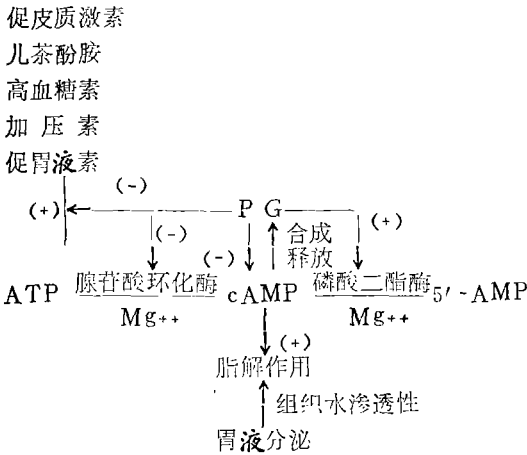 促皮质激素
儿茶酚胺
高血糖素
加压素
促胃液素
(-)
(+)
PG
(+)
(-)
(-)
合成
释放
ATP 腺苷酸环化酶 cAMP 磷酸二酯酶 5'-AMP
Mg++ Mg++
(+)
脂解作用
组织水渗透性
胃液分泌